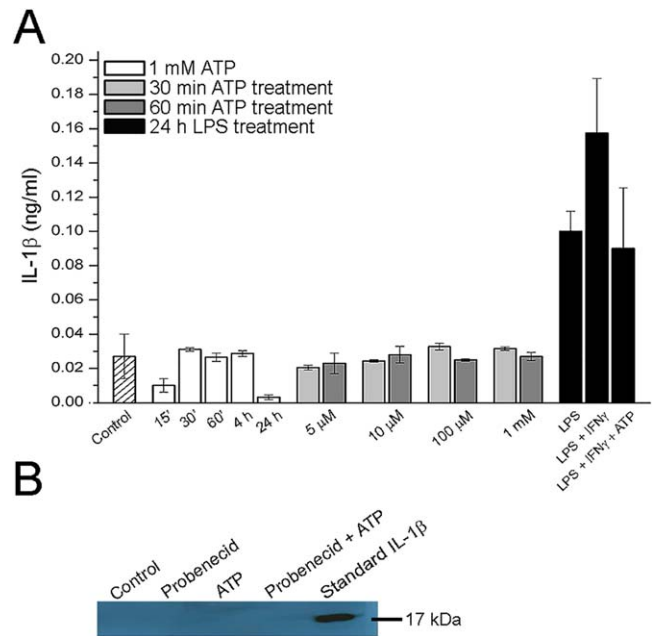 A
0.20
0.18
0.16
0.14
0.12
0.10
0.08
0.06
0.04
0.02
0.00
IL-1β (ng/ml)
1 mM ATP
30 min ATP treatment
60 min ATP treatment
24 h LPS treatment
Control
15'
30'
60'
4 h
24 h
5 μM
10 μM
100 μM
1 mM
LPS
LPS + IFNγ
LPS + IFNγ + ATP
B
Control
Probenecid
ATP
Probenecid + ATP
Standard IL-1β
17 kDa